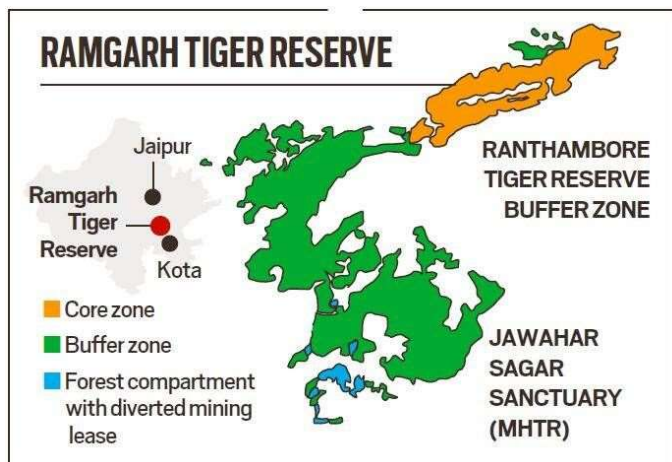 RAMGARH TIGER RESERVE
Jaipur
Ramgarh
Tiger
Reserve
Kota
RANTHAMBORE
TIGER RESERVE
BUFFER ZONE
Core zone
Buffer zone
Forest compartment
with diverted mining
lease
JAWAHAR
SAGAR
SANCTUARY
(MHTR)